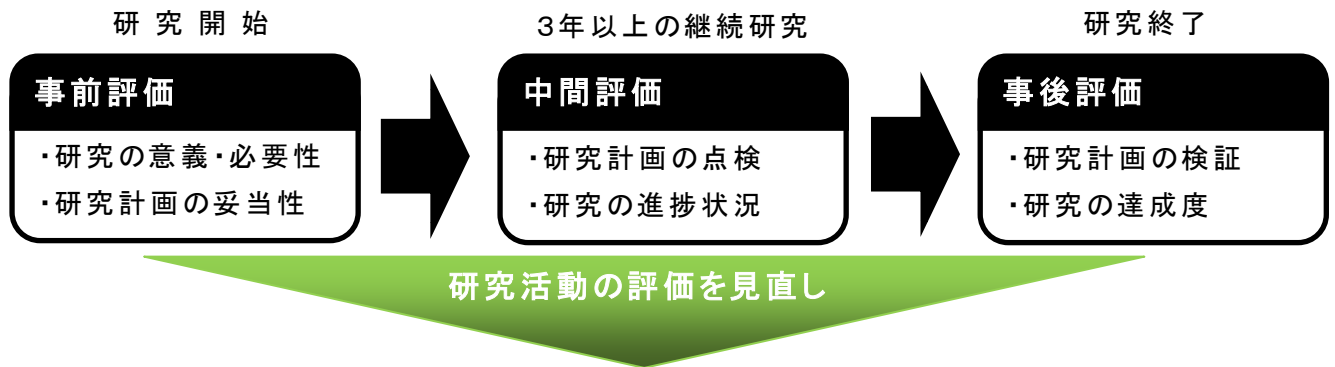 研究開始
3年以上の継続研究
研究終了
事前評価
・研究の意義・必要性
・研究計画の妥当性
中間評価
・研究計画の点検
・研究の進捗状況
事後評価
・研究計画の検証
・研究の達成度
研究活動の評価を見直し